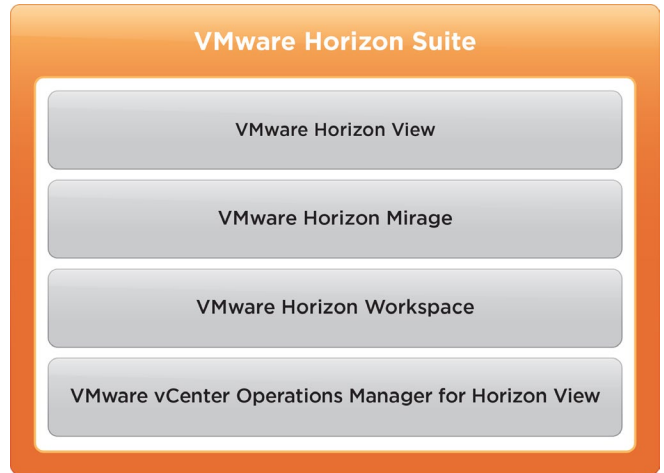 VMware Horizon Suite
VMware Horizon View
VMware Horizon Mirage
VMware Horizon Workspace
VMware vCenter Operations Manager for Horizon View